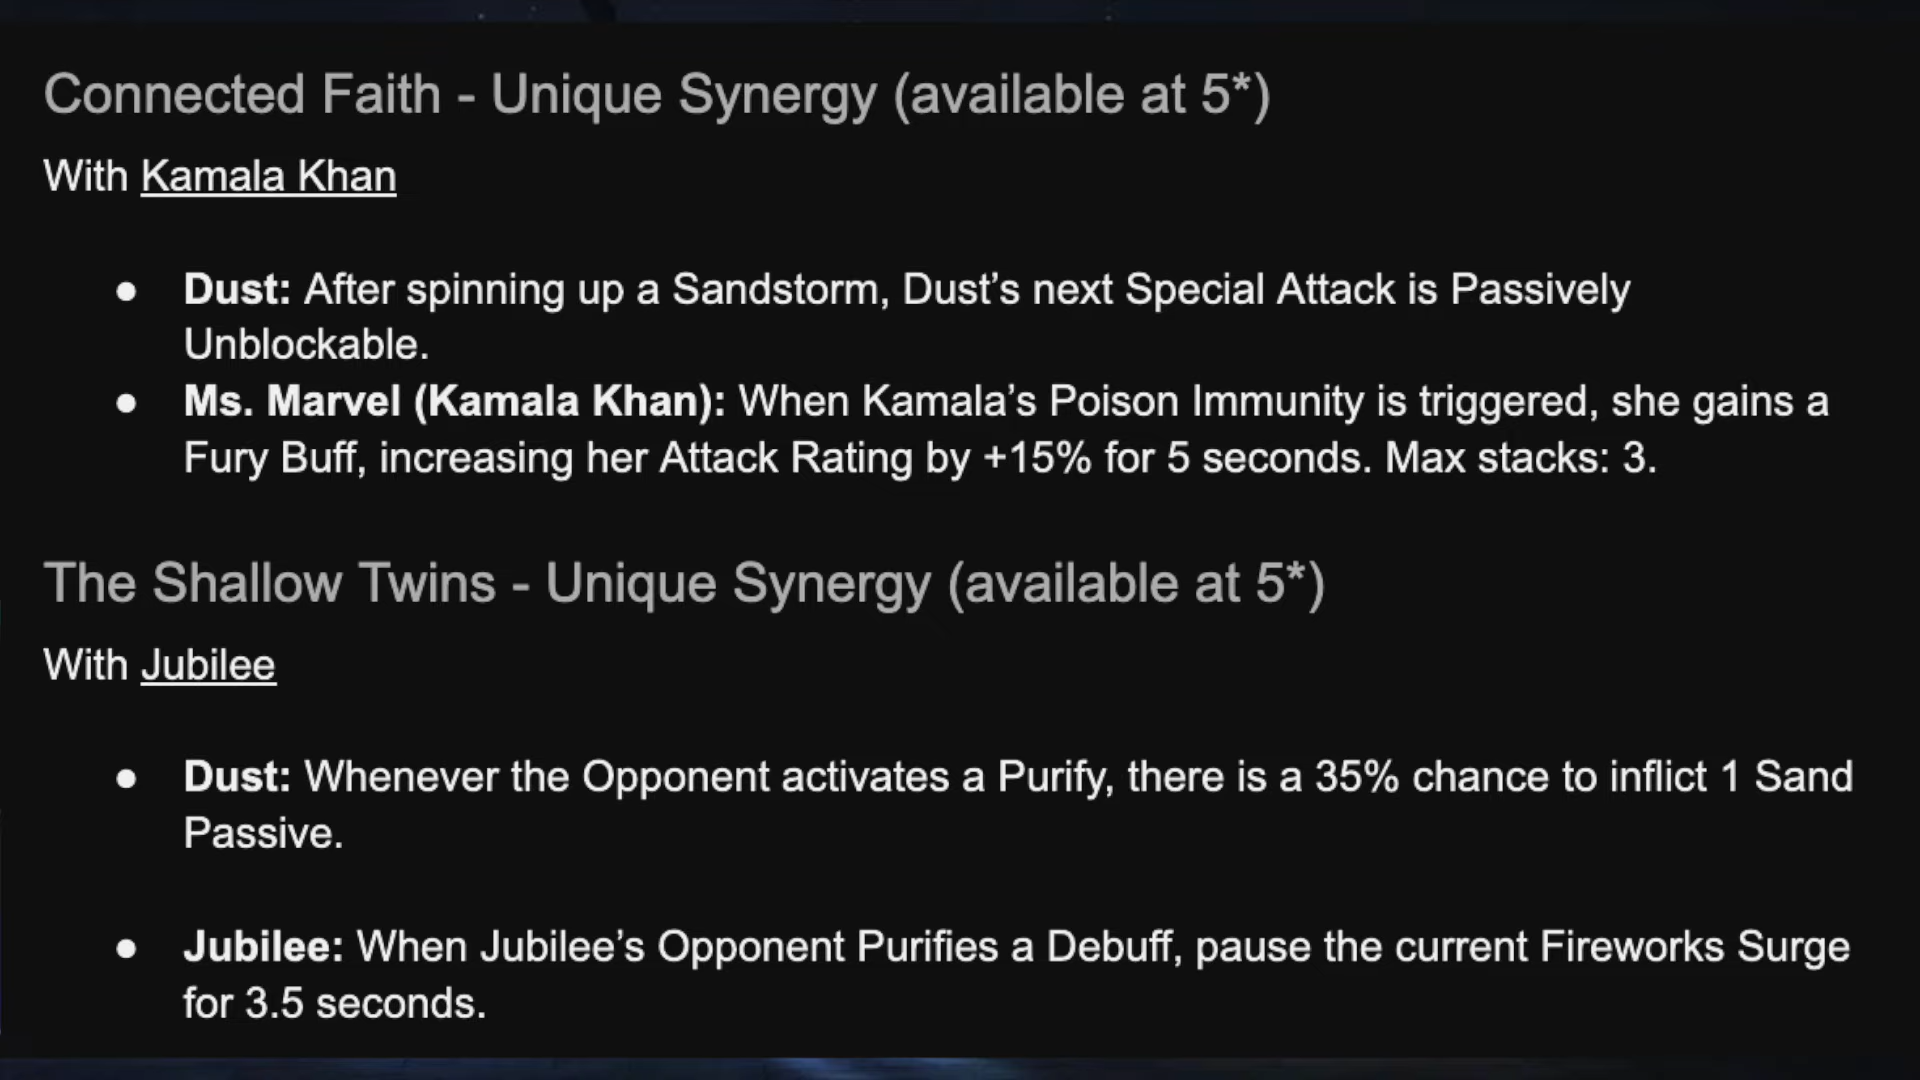 Connected Faith - Unique Synergy (available at 5*)
With Kamala Khan
● Dust: After spinning up a Sandstorm, Dust’s next Special Attack is Passively
Unblockable.
● Ms. Marvel (Kamala Khan): When Kamala’s Poison Immunity is triggered, she gains a
Fury Buff, increasing her Attack Rating by +15% for 5 seconds. Max stacks: 3.
The Shallow Twins - Unique Synergy (available at 5*)
With Jubilee
● Dust: Whenever the Opponent activates a Purify, there is a 35% chance to inflict 1 Sand
Passive.
● Jubilee: When Jubilee’s Opponent Purifies a Debuff, pause the current Fireworks Surge
for 3.5 seconds.